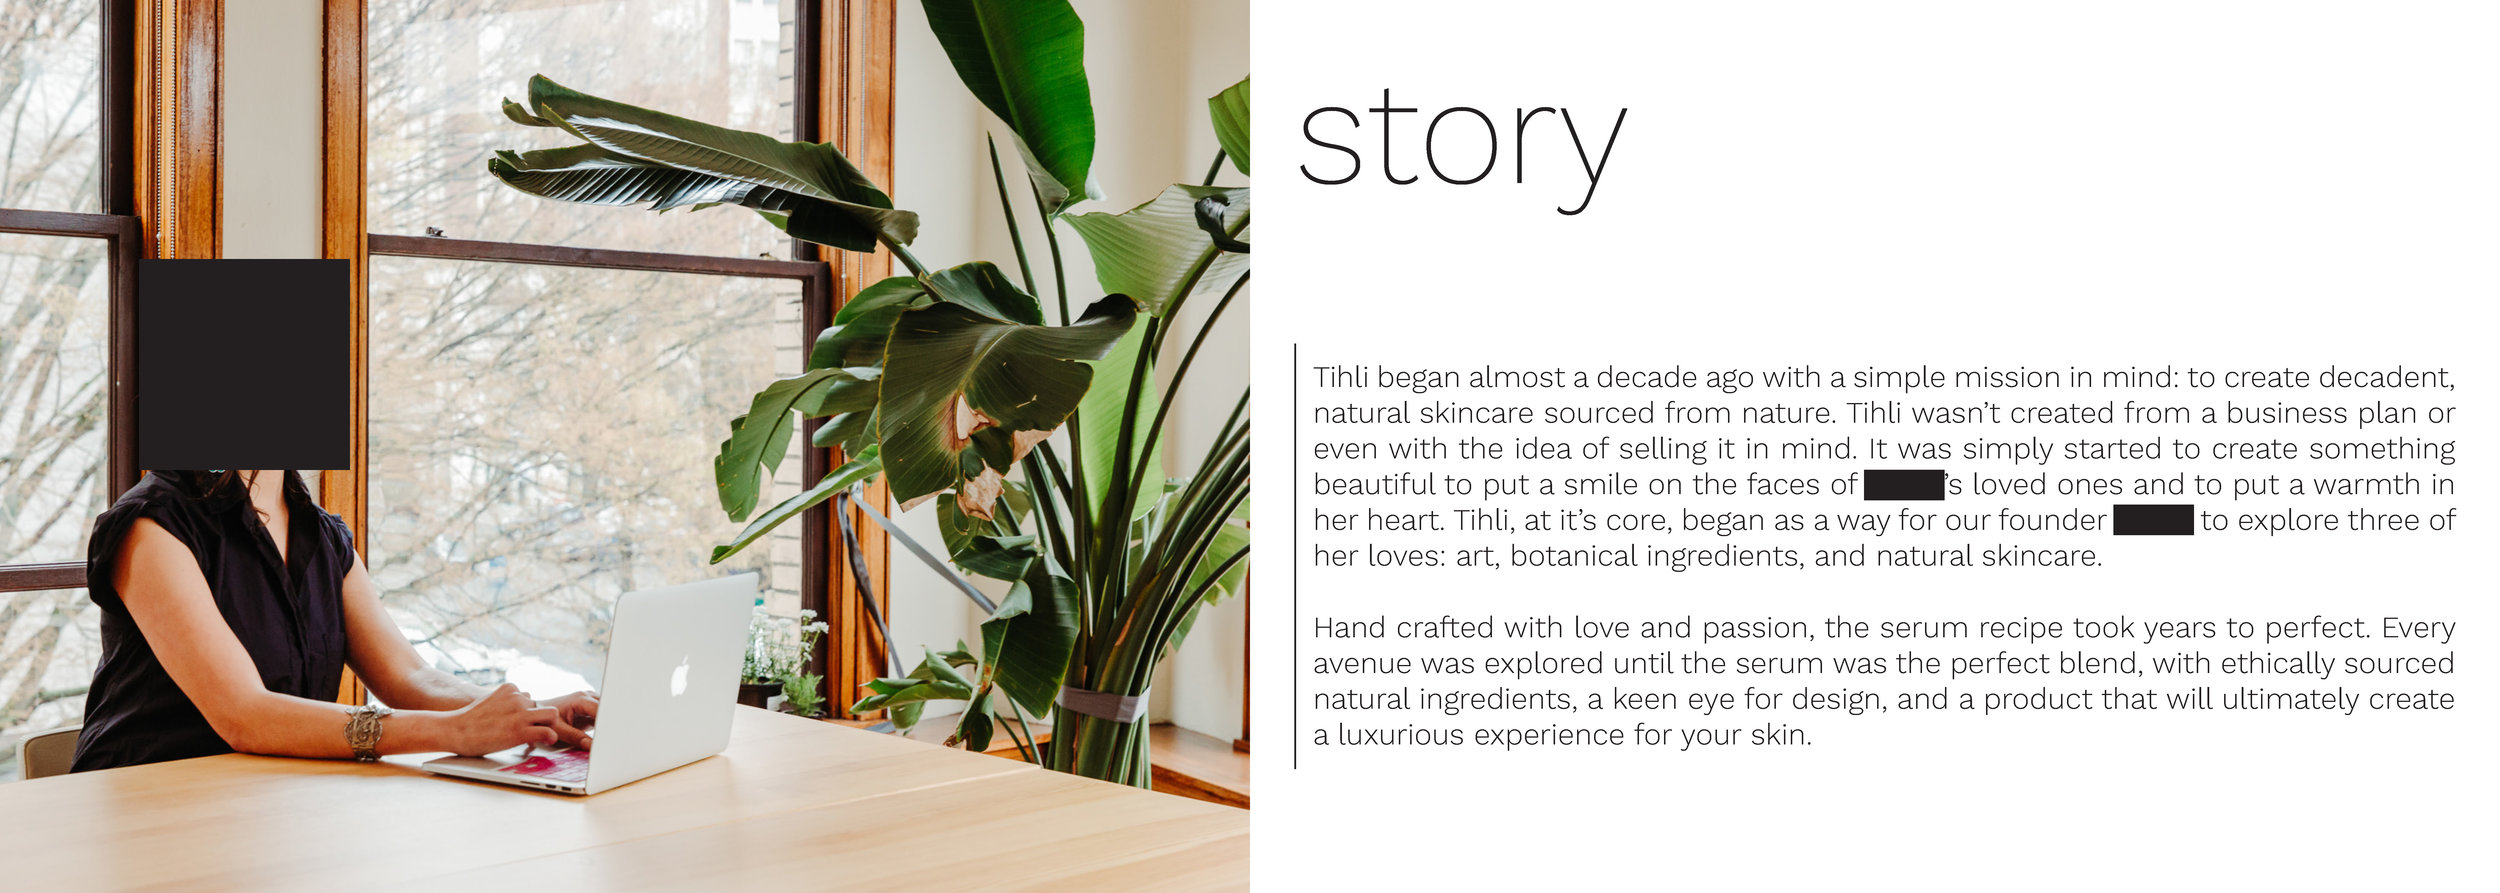 story
Tihli began almost a decade ago with a simple mission in mind: to create decadent,
natural skincare sourced from nature. Tihli wasn’t created from a business plan or
even with the idea of selling it in mind. It was simply started to create something
beautiful to put a smile on the faces of ’s loved ones and to put a warmth in
her heart. Tihli, at it’s core, began as a way for our founder to explore three of
her loves: art, botanical ingredients, and natural skincare.
Hand crafted with love and passion, the serum recipe took years to perfect. Every
avenue was explored until the serum was the perfect blend, with ethically sourced
natural ingredients, a keen eye for design, and a product that will ultimately create
a luxurious experience for your skin.